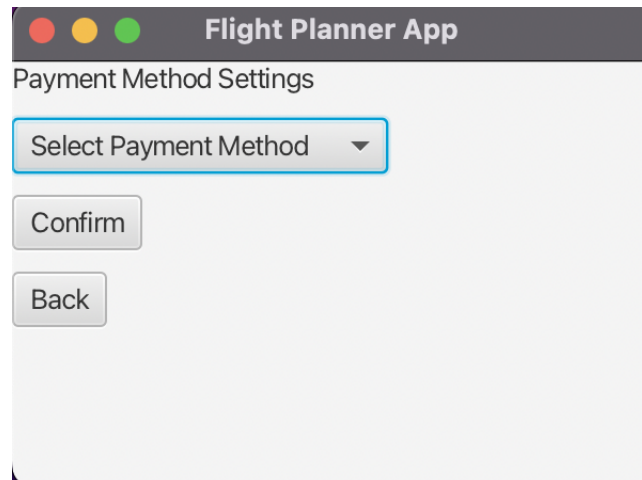 Flight Planner App
Payment Method Settings
Select Payment Method
Confirm
Back